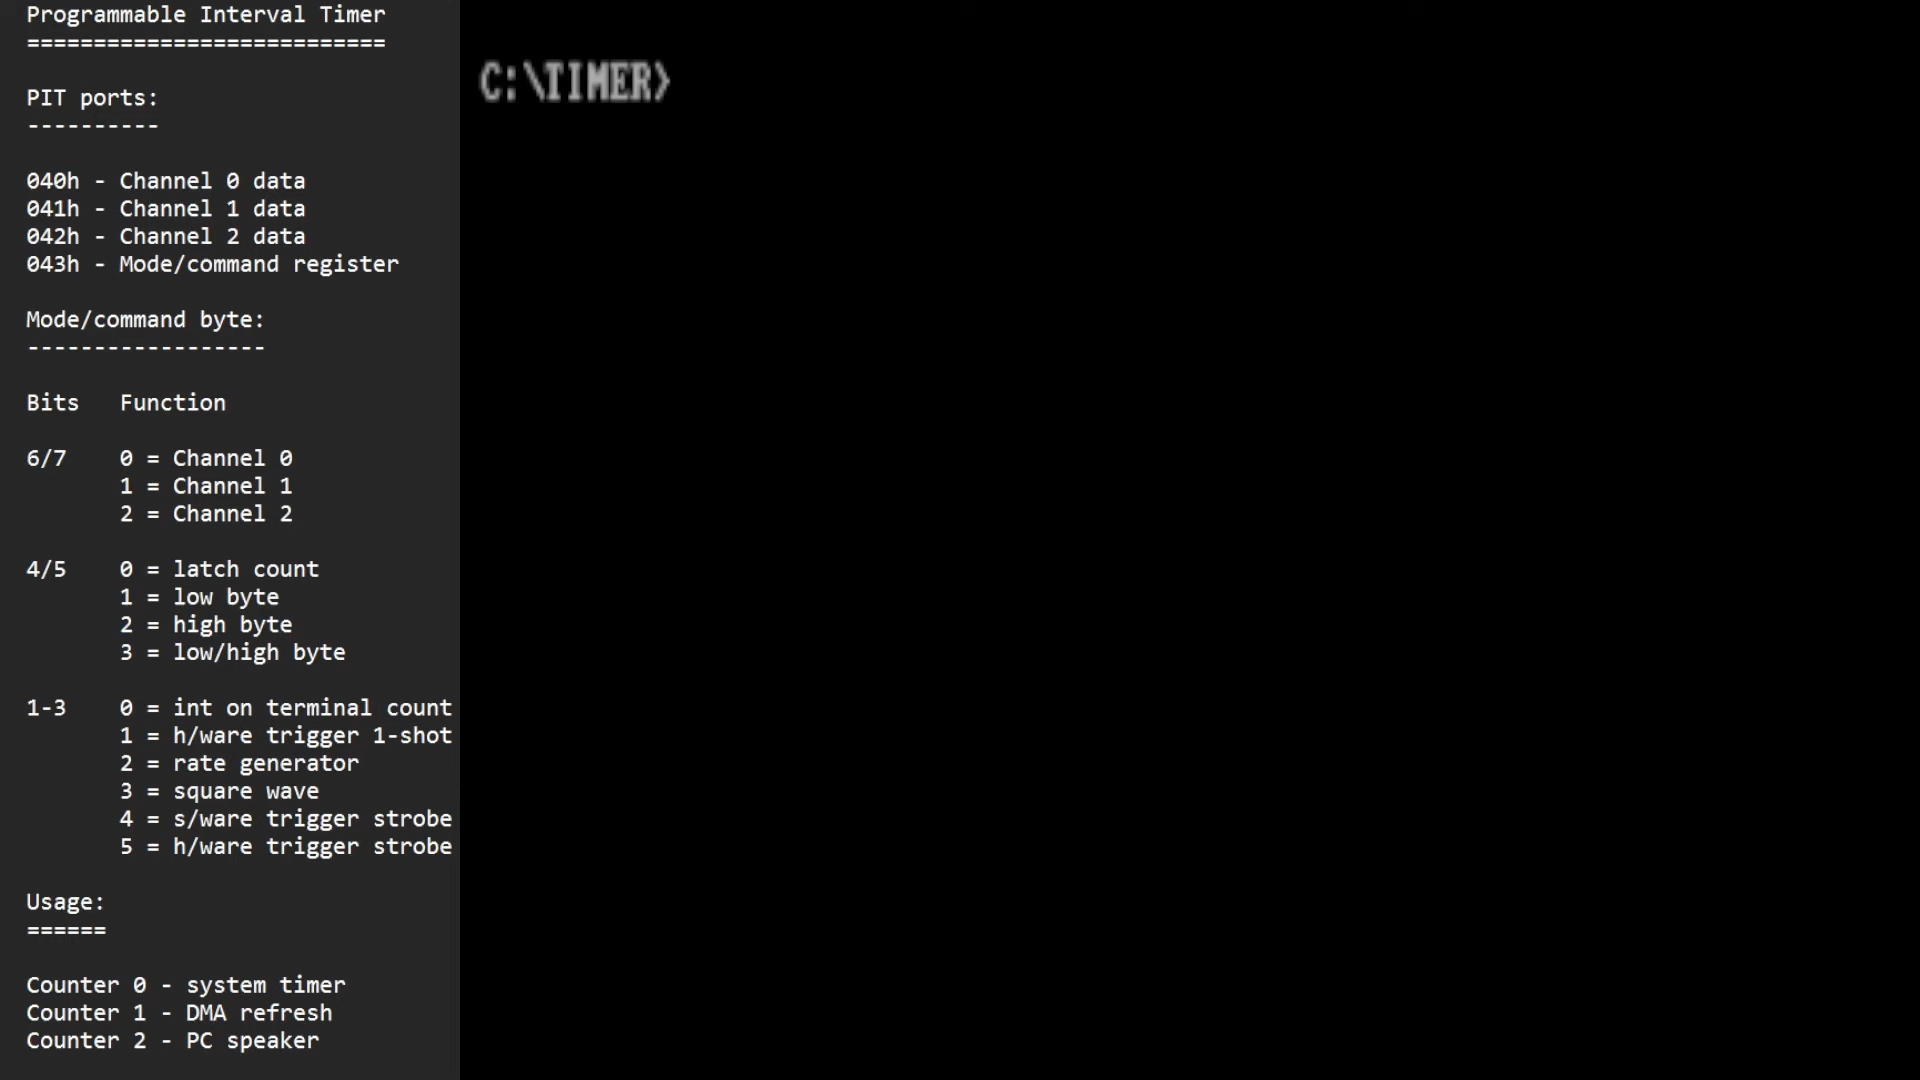 Programmable Interval Timer
===========================
PIT ports:
----------
040h - Channel 0 data
041h - Channel 1 data
042h - Channel 2 data
043h - Mode/command register
Mode/command byte:
------------------
Bits   Function
6/7    0 = Channel 0
       1 = Channel 1
       2 = Channel 2
4/5    0 = latch count
       1 = low byte
       2 = high byte
       3 = low/high byte
1-3    0 = int on terminal count
       1 = h/ware trigger 1-shot
       2 = rate generator
       3 = square wave
       4 = s/ware trigger strobe
       5 = h/ware trigger strobe
Usage:
======
Counter 0 - system timer
Counter 1 - DMA refresh
Counter 2 - PC speaker
C:\TIMER>